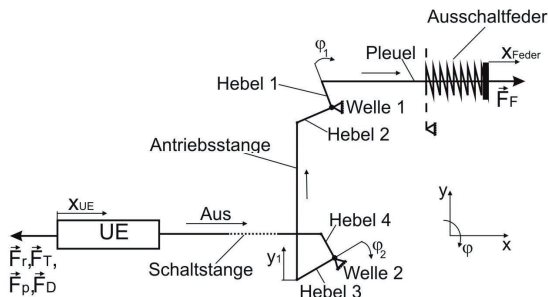 Ausschaltfeder
φ₁
Pleuel
xFeder
Hebel 1
Welle 1
F⃗F
Hebel 2
Antriebsstange
xUE
Aus
UE
Hebel 4
y
F⃗r,F⃗T,
F⃗p,F⃗D
Schaltstange
y₁
φ₂
Welle 2
Hebel 3
φ
x